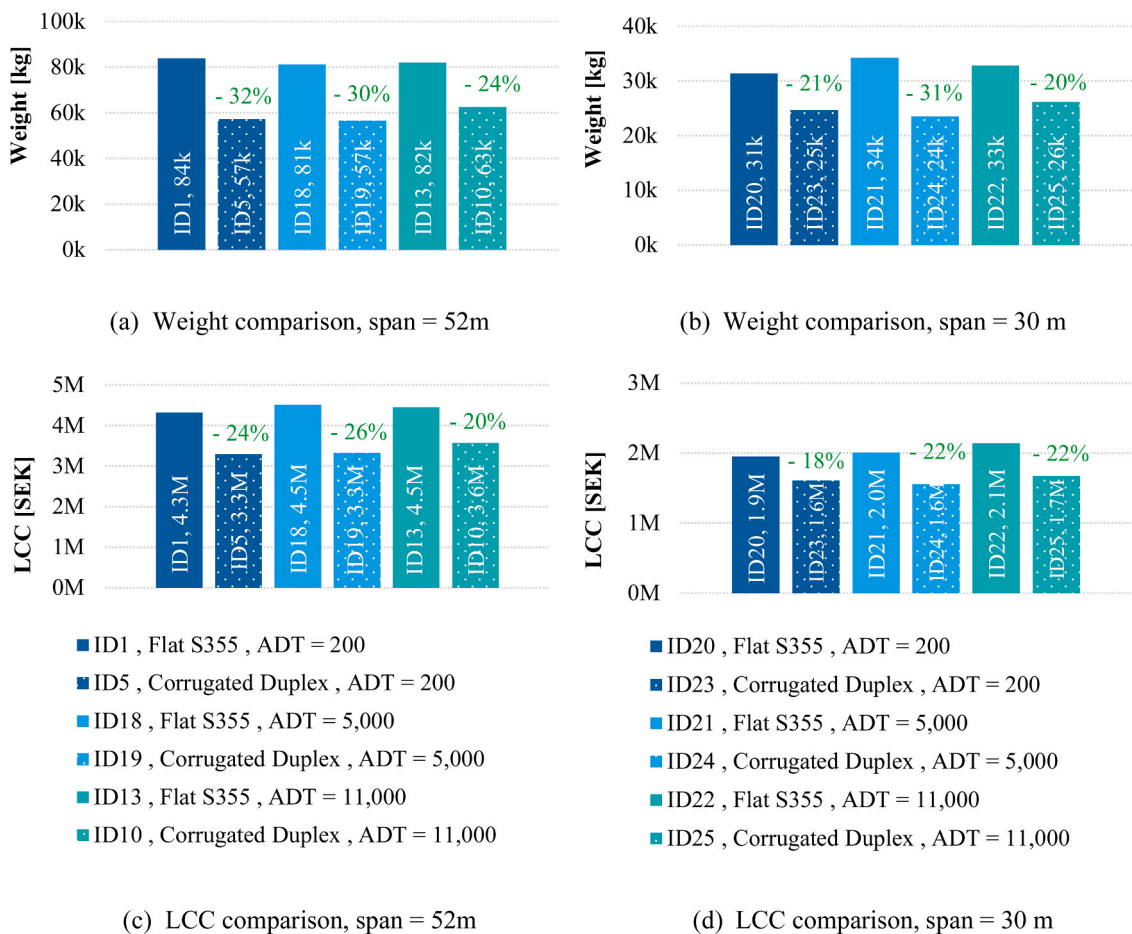 Weight [kg]
100k
80k
60k
40k
20k
0k
- 32%
- 30%
- 24%
ID1, 84k
ID5, 57k
ID18, 81k
ID19, 57k
ID13, 82k
ID10, 63k
(a) Weight comparison, span = 52m
Weight [kg]
40k
30k
20k
10k
0k
- 21%
- 31%
- 20%
ID20, 31k
ID23, 25k
ID21, 34k
ID24, 24k
ID22, 33k
ID25, 26k
(b) Weight comparison, span = 30 m
LCC [SEK]
5M
4M
3M
2M
1M
0M
- 24%
- 26%
- 20%
ID1, 4.3M
ID5, 3.3M
ID18, 4.5M
ID19, 3.3M
ID13, 4.5M
ID10, 3.6M
ID1 , Flat S355 , ADT = 200
ID5 , Corrugated Duplex , ADT = 200
ID18 , Flat S355 , ADT = 5,000
ID19 , Corrugated Duplex , ADT = 5,000
ID13 , Flat S355 , ADT = 11,000
ID10 , Corrugated Duplex , ADT = 11,000
(c) LCC comparison, span = 52m
LCC [SEK]
3M
2M
1M
0M
- 18%
- 22%
- 22%
ID20, 1.9M
ID23, 1.6M
ID21, 2.0M
ID24, 1.6M
ID22, 2.1M
ID25, 1.7M
ID20 , Flat S355 , ADT = 200
ID23 , Corrugated Duplex , ADT = 200
ID21 , Flat S355 , ADT = 5,000
ID24 , Corrugated Duplex , ADT = 5,000
ID22 , Flat S355 , ADT = 11,000
ID25 , Corrugated Duplex , ADT = 11,000
(d) LCC comparison, span = 30 m